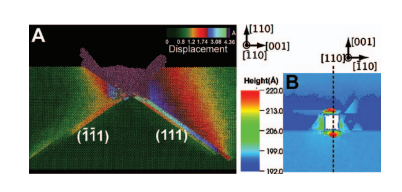 A
0 0.8 1.2 1.74 3.08 4.36
Displacement
(1̄1̄1)
(111)
[110]
[001]
[1̄10]
[001]
[110]
[1̄10]
Height(Å)
B
220.0
213.0
206.0
199.0
192.0